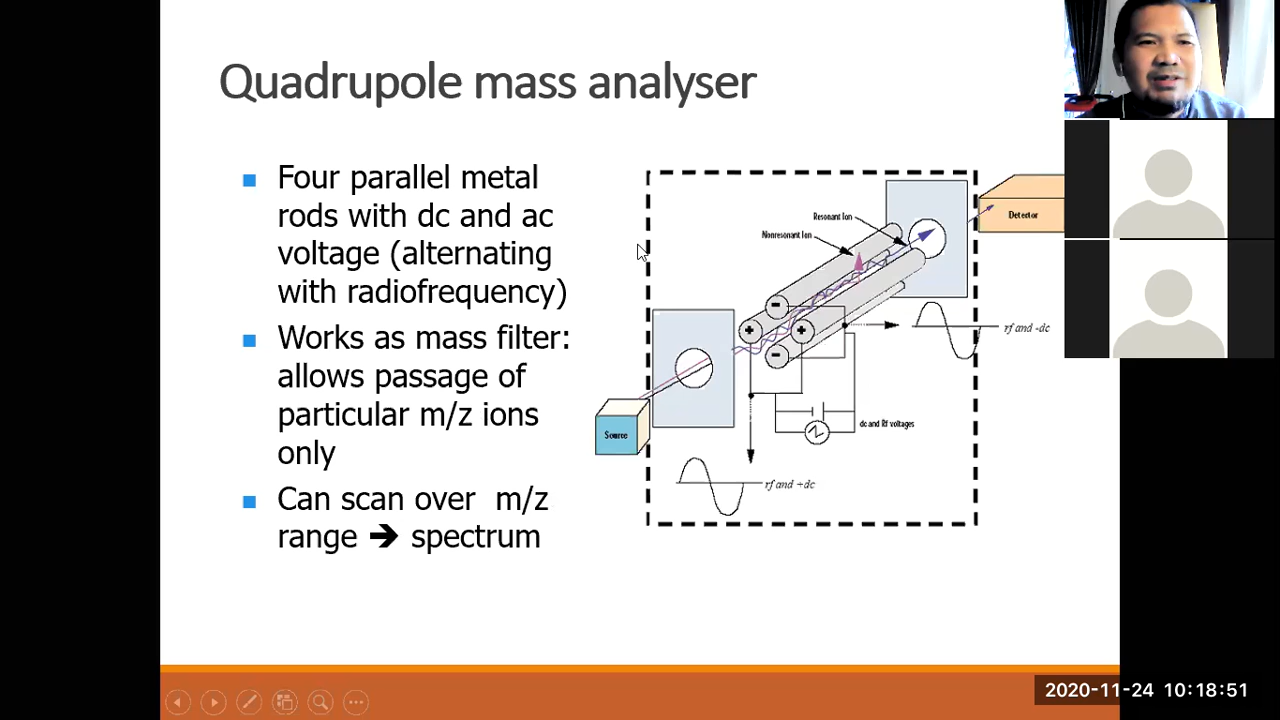 Quadrupole mass analyser
Four parallel metal
rods with dc and ac
voltage (alternating
with radiofrequency)
Works as mass filter:
allows passage of
particular m/z ions
only
Can scan over m/z
range ➔ spectrum
Resonant Ion
Nonresonant Ion
Detector
-
+
+
-
rf and -dc
dc and Rf voltages
Source
rf and +dc
2020-11-24 10:18:51